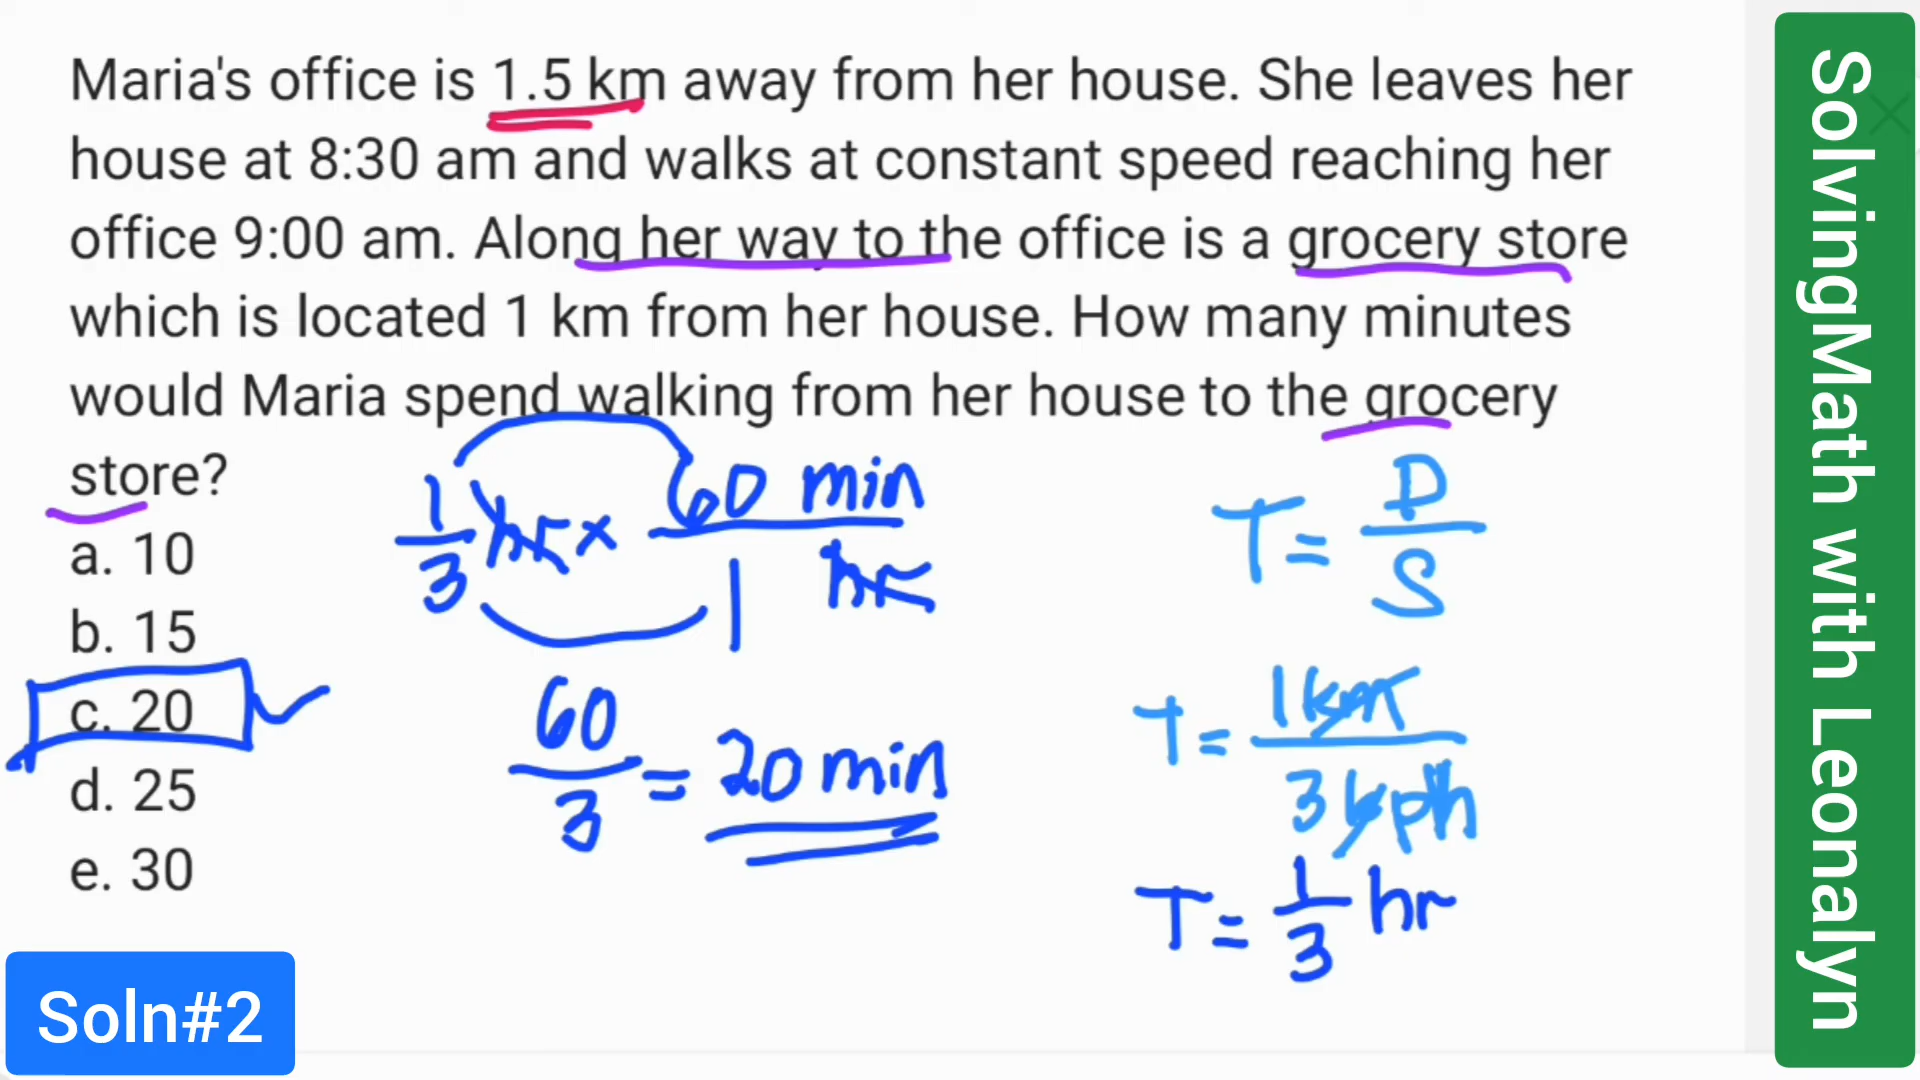 Maria's office is 1.5 km away from her house. She leaves her
house at 8:30 am and walks at constant speed reaching her
office 9:00 am. Along her way to the office is a grocery store
which is located 1 km from her house. How many minutes
would Maria spend walking from her house to the grocery
store?
a. 10
b. 15
c. 20
d. 25
e. 30
1/3 hr x 60 min / 1 hr
60/3 = 20 min
T = D/S
T = 1 km / 3 kph
T = 1/3 hr
Soln#2
SolvingMath with Leonalyn